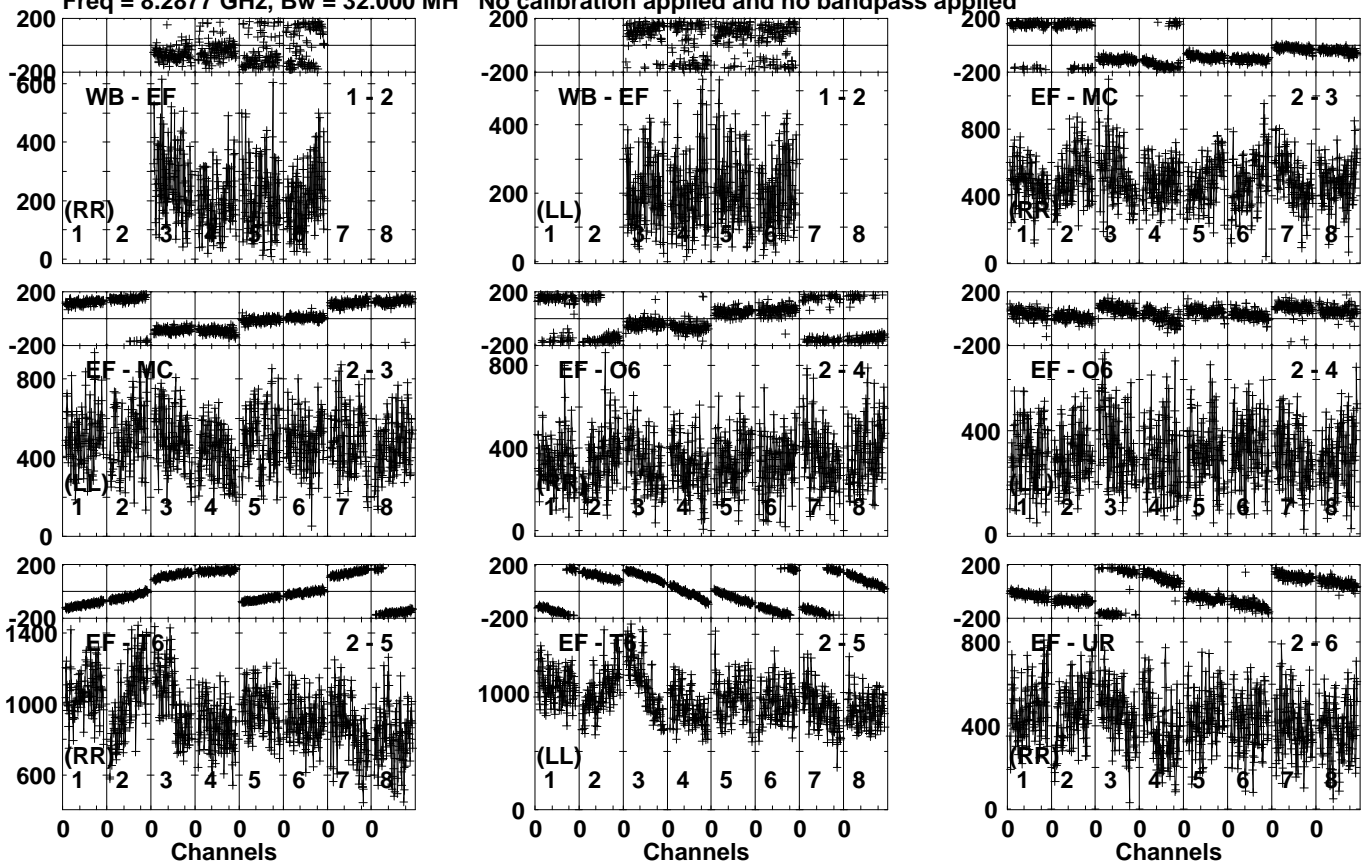 Freq = 8.2877 GHz, Bw = 32.000 MH No calibration applied and no bandpass applied
200
-200
600
400
200
0
WB - EF 1 - 2
(RR)
1 2 3 4 5 6 7 8
200
-200
400
200
0
WB - EF 1 - 2
(LL)
1 2 3 4 5 6 7 8
200
-200
800
400
0
EF - MC 2 - 3
(RR)
1 2 3 4 5 6 7 8
200
-200
800
400
0
EF - MC 2 - 3
(LL)
1 2 3 4 5 6 7 8
200
-200
800
400
0
EF - O6 2 - 4
(RR)
1 2 3 4 5 6 7 8
200
-200
400
0
EF - O6 2 - 4
(LL)
1 2 3 4 5 6 7 8
200
-200
1400
1000
600
EF - T6 2 - 5
(RR)
1 2 3 4 5 6 7 8
0 0 0 0 0 0 0 0
Channels
200
-200
1000
0
EF - T6 2 - 5
(LL)
1 2 3 4 5 6 7 8
0 0 0 0 0 0 0 0
Channels
200
-200
800
400
0
EF - UR 2 - 6
(RR)
1 2 3 4 5 6 7 8
0 0 0 0 0 0 0 0
Channels